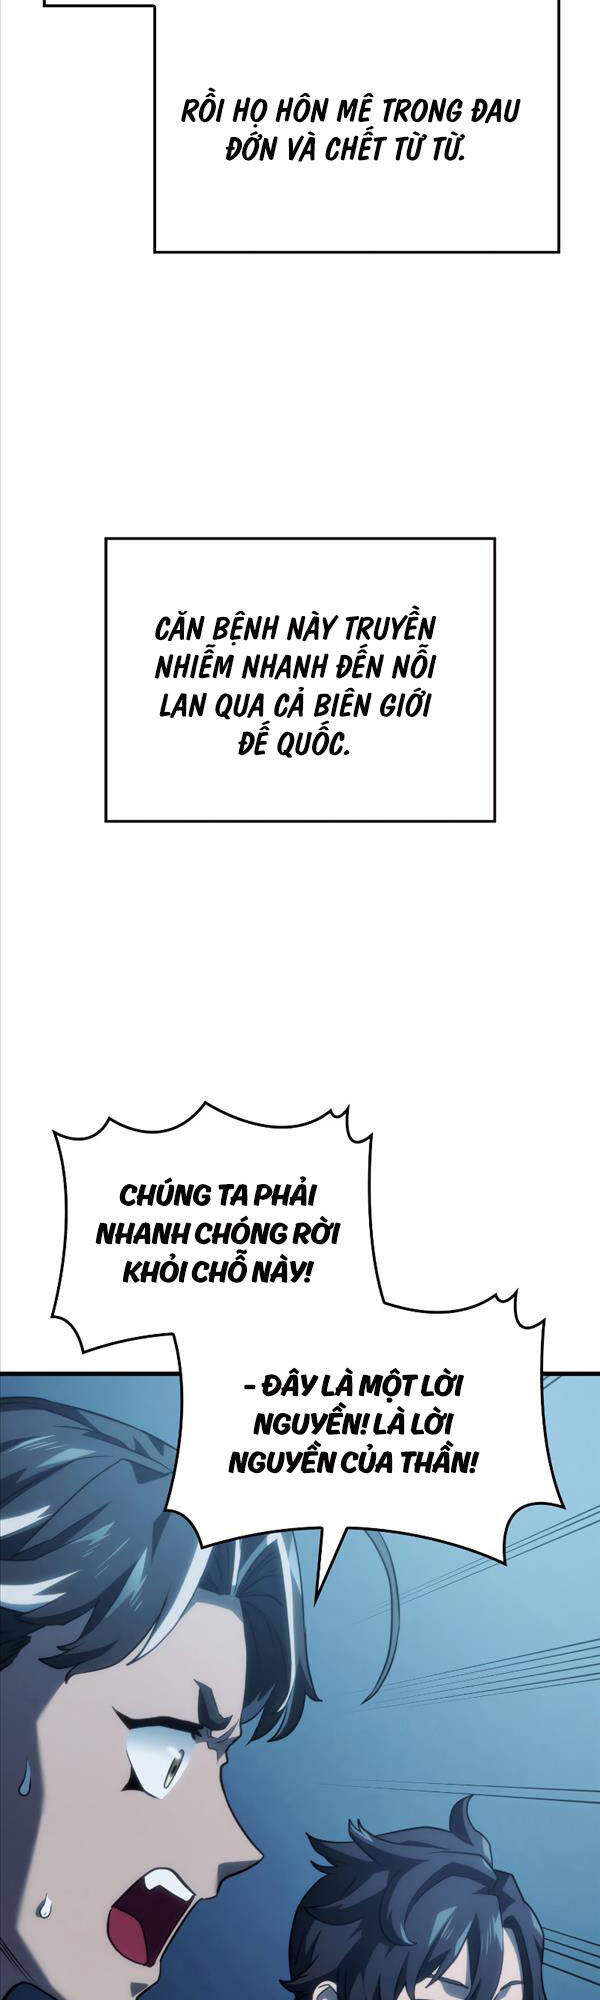 RỒI HỌ HÔN MÊ TRONG ĐAU
ĐỚN VÀ CHẾT TỪ TỪ.
CĂN BỆNH NÀY TRUYỀN
NHIỄM NHANH ĐẾN NỖI
LAN QUA CẢ BIÊN GIỚI
ĐẾ QUỐC.
CHÚNG TA PHẢI
NHANH CHÓNG RỜI
KHỎI CHỖ NÀY!
- ĐÂY LÀ MỘT LỜI
NGUYỀN! LÀ LỜI
NGUYỀN CỦA THẦN!